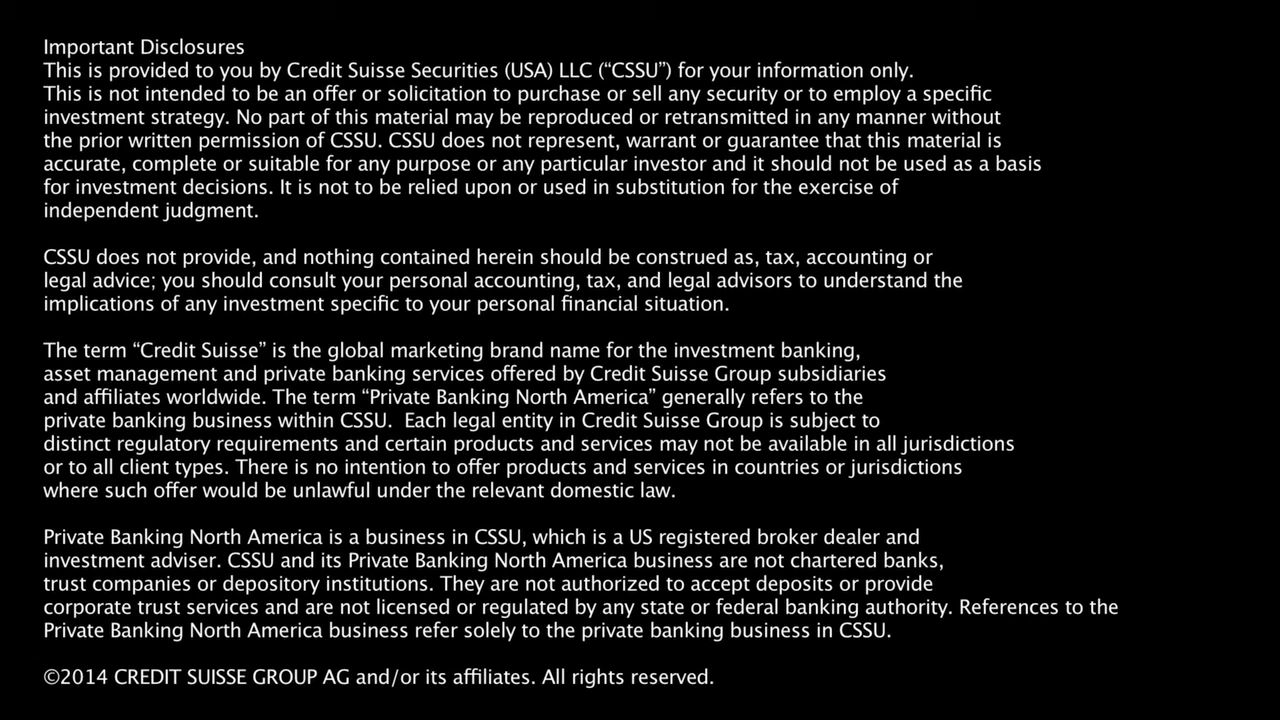 Important Disclosures
This is provided to you by Credit Suisse Securities (USA) LLC (“CSSU”) for your information only.
This is not intended to be an offer or solicitation to purchase or sell any security or to employ a specific
investment strategy. No part of this material may be reproduced or retransmitted in any manner without
the prior written permission of CSSU. CSSU does not represent, warrant or guarantee that this material is
accurate, complete or suitable for any purpose or any particular investor and it should not be used as a basis
for investment decisions. It is not to be relied upon or used in substitution for the exercise of
independent judgment.
CSSU does not provide, and nothing contained herein should be construed as, tax, accounting or
legal advice; you should consult your personal accounting, tax, and legal advisors to understand the
implications of any investment specific to your personal financial situation.
The term “Credit Suisse” is the global marketing brand name for the investment banking,
asset management and private banking services offered by Credit Suisse Group subsidiaries
and affiliates worldwide. The term “Private Banking North America” generally refers to the
private banking business within CSSU.  Each legal entity in Credit Suisse Group is subject to
distinct regulatory requirements and certain products and services may not be available in all jurisdictions
or to all client types. There is no intention to offer products and services in countries or jurisdictions
where such offer would be unlawful under the relevant domestic law.
Private Banking North America is a business in CSSU, which is a US registered broker dealer and
investment adviser. CSSU and its Private Banking North America business are not chartered banks,
trust companies or depository institutions. They are not authorized to accept deposits or provide
corporate trust services and are not licensed or regulated by any state or federal banking authority. References to the
Private Banking North America business refer solely to the private banking business in CSSU.
©2014 CREDIT SUISSE GROUP AG and/or its affiliates. All rights reserved.